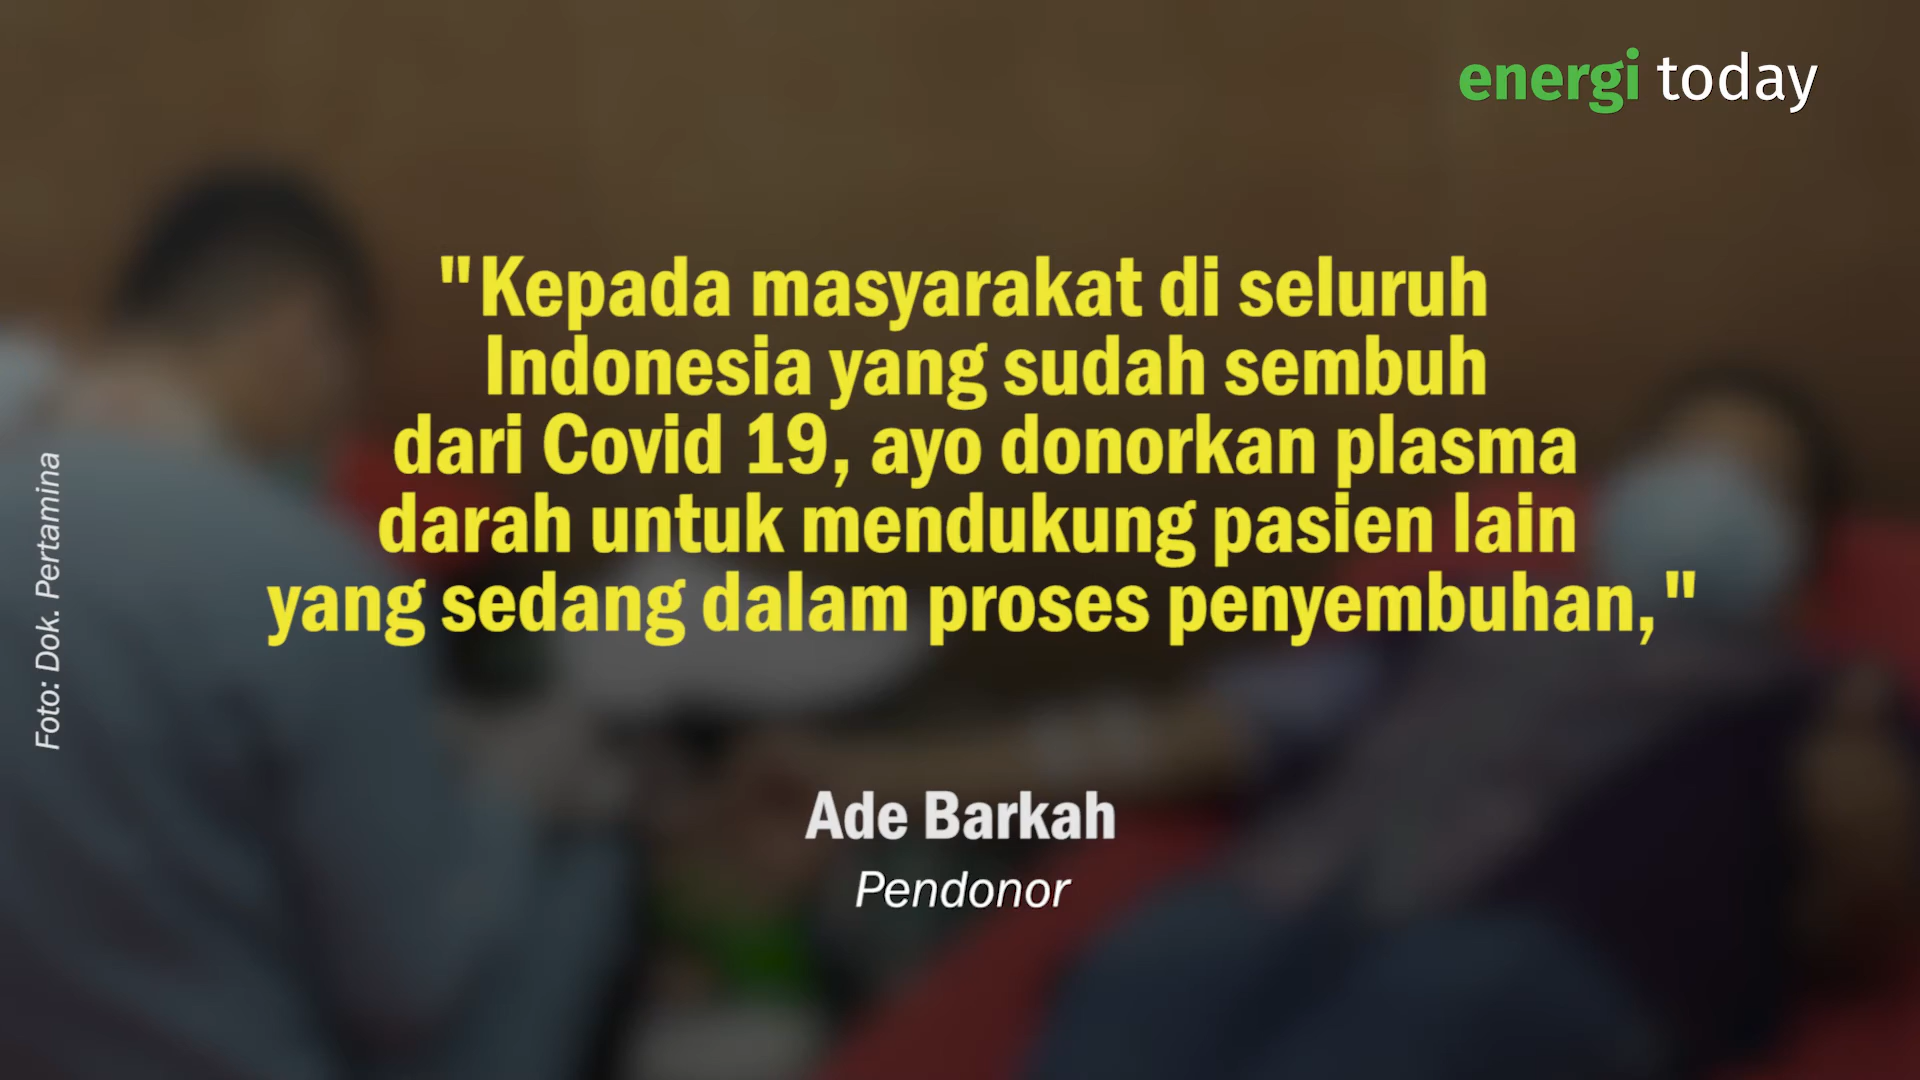 energi today
"Kepada masyarakat di seluruh
Indonesia yang sudah sembuh
dari Covid 19, ayo donorkan plasma
darah untuk mendukung pasien lain
yang sedang dalam proses penyembuhan,"
Foto: Dok. Pertamina
Ade Barkah
Pendonor